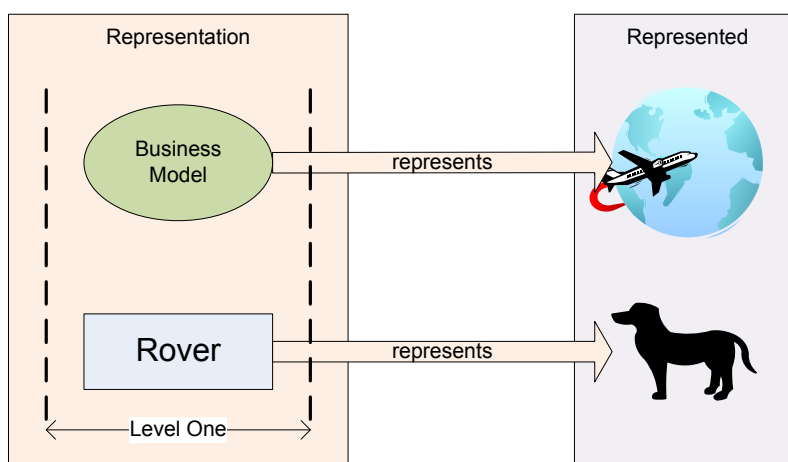 Representation
Represented
Business
Model
represents
Rover
represents
Level One